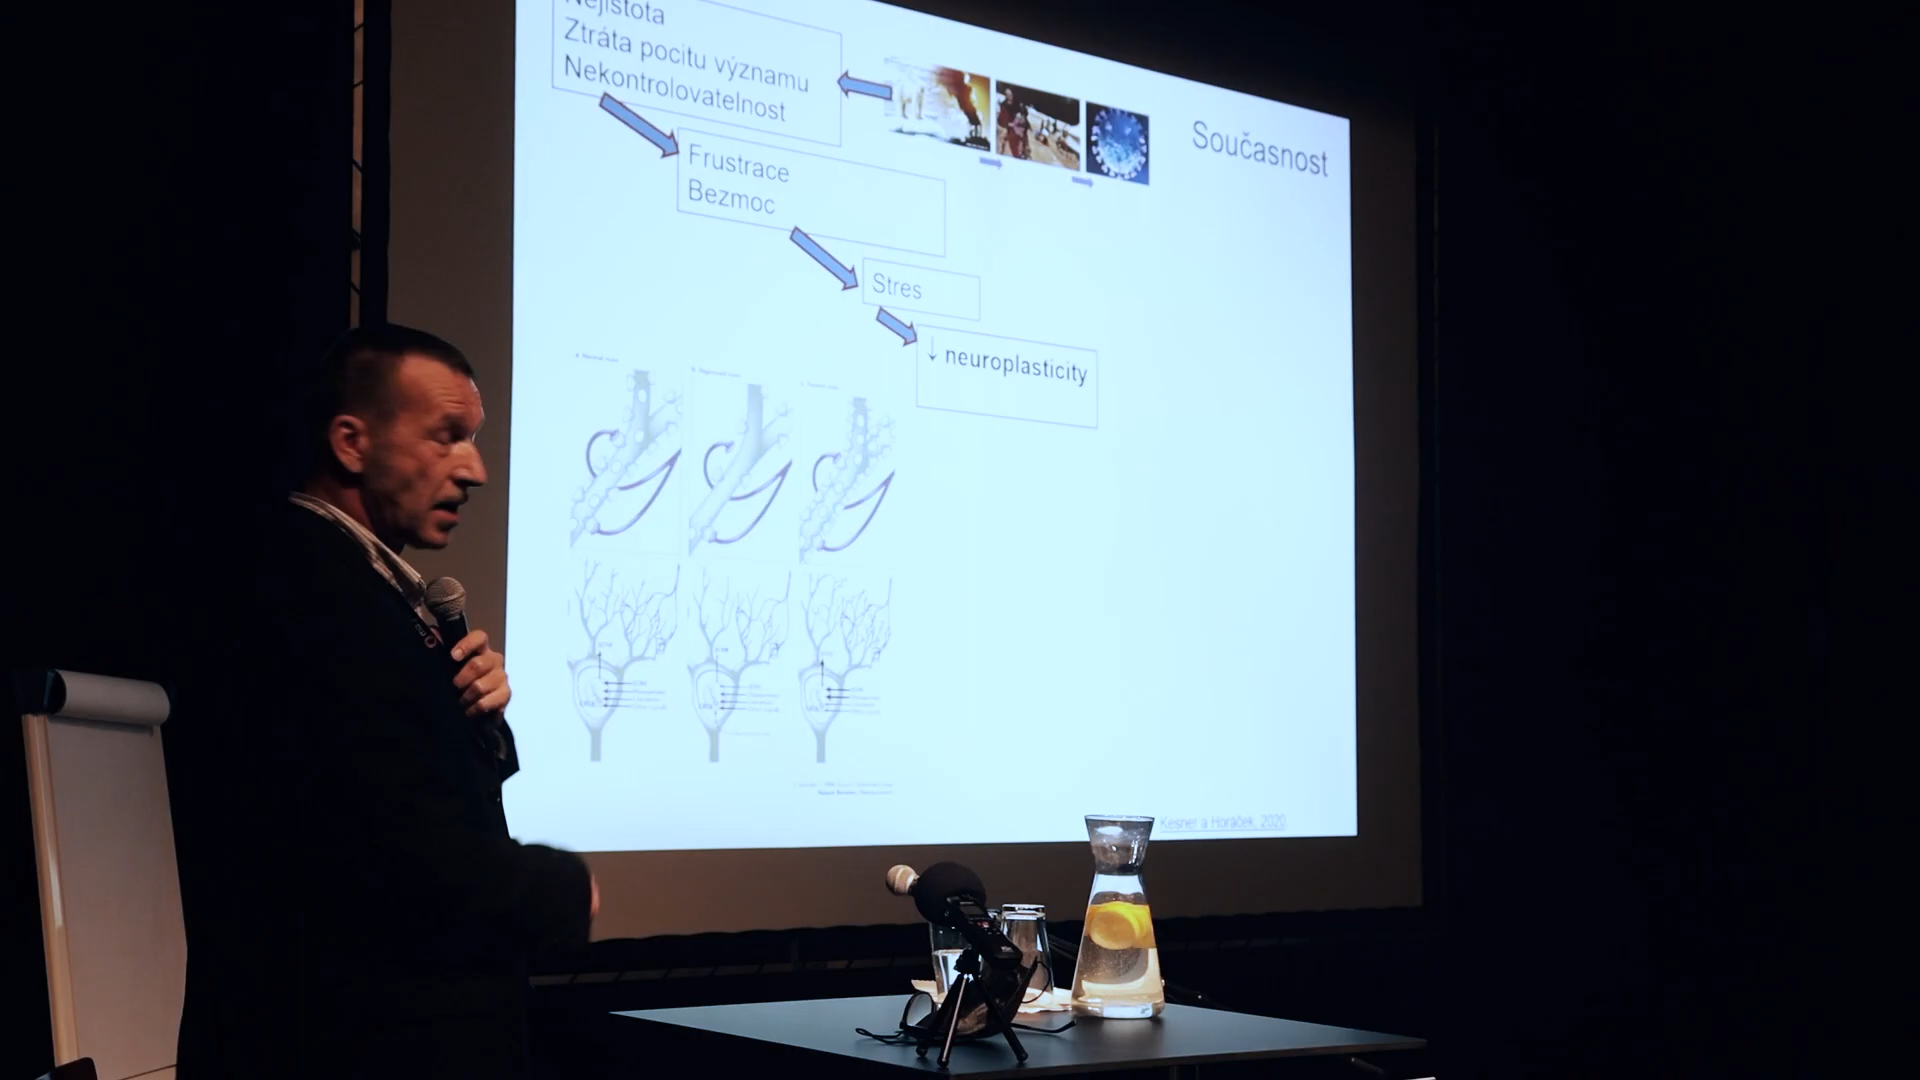 Nejistota
Ztráta pocitu významu
Nekontrolovatelnost
Současnost
Frustrace
Bezmoc
Stres
↓ neuroplasticity
Kesner a Horáček, 2020